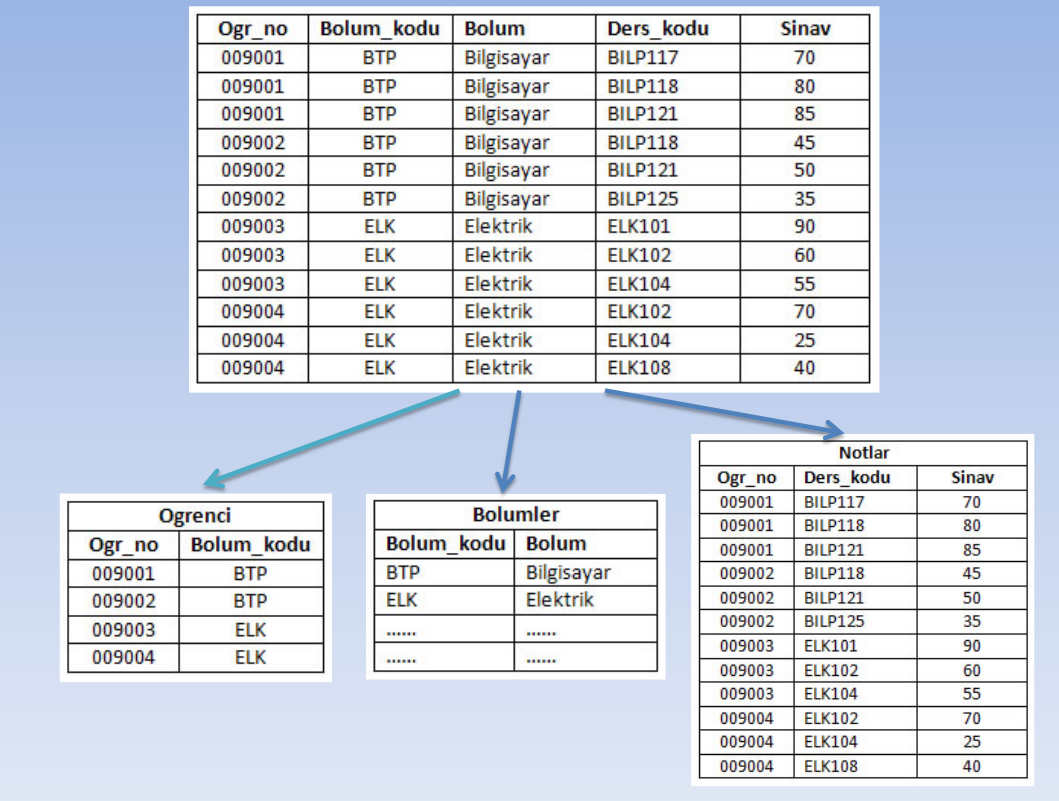 Ogr_no Bolum_kodu Bolum Ders_kodu Sinav
009001 BTP Bilgisayar BILP117 70
009001 BTP Bilgisayar BILP118 80
009001 BTP Bilgisayar BILP121 85
009002 BTP Bilgisayar BILP118 45
009002 BTP Bilgisayar BILP121 50
009002 BTP Bilgisayar BILP125 35
009003 ELK Elektrik ELK101 90
009003 ELK Elektrik ELK102 60
009003 ELK Elektrik ELK104 55
009004 ELK Elektrik ELK102 70
009004 ELK Elektrik ELK104 25
009004 ELK Elektrik ELK108 40
Ogrenci
Ogr_no Bolum_kodu
009001 BTP
009002 BTP
009003 ELK
009004 ELK
Bolumler
Bolum_kodu Bolum
BTP Bilgisayar
ELK Elektrik
...... ......
...... ......
Notlar
Ogr_no Ders_kodu Sinav
009001 BILP117 70
009001 BILP118 80
009001 BILP121 85
009002 BILP118 45
009002 BILP121 50
009002 BILP125 35
009003 ELK101 90
009003 ELK102 60
009003 ELK104 55
009004 ELK102 70
009004 ELK104 25
009004 ELK108 40